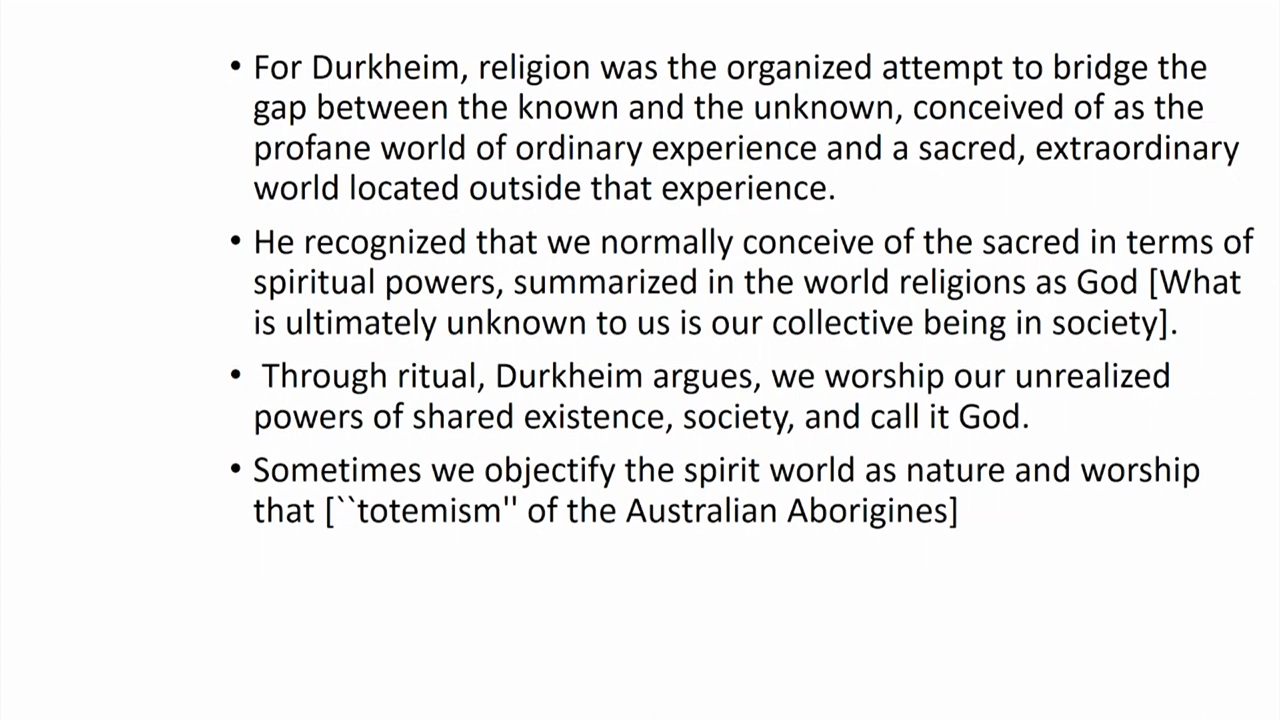 • For Durkheim, religion was the organized attempt to bridge the
gap between the known and the unknown, conceived of as the
profane world of ordinary experience and a sacred, extraordinary
world located outside that experience.
• He recognized that we normally conceive of the sacred in terms of
spiritual powers, summarized in the world religions as God [What
is ultimately unknown to us is our collective being in society].
• Through ritual, Durkheim argues, we worship our unrealized
powers of shared existence, society, and call it God.
• Sometimes we objectify the spirit world as nature and worship
that [``totemism'' of the Australian Aborigines]